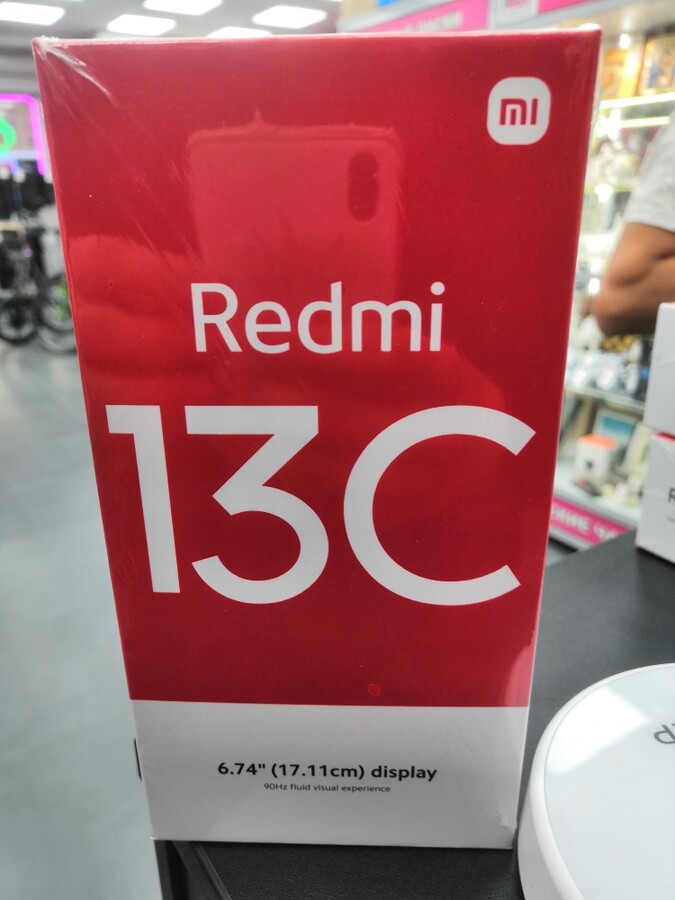 mi
Redmi
13C
6.74" (17.11cm) display
90Hz fluid visual experience